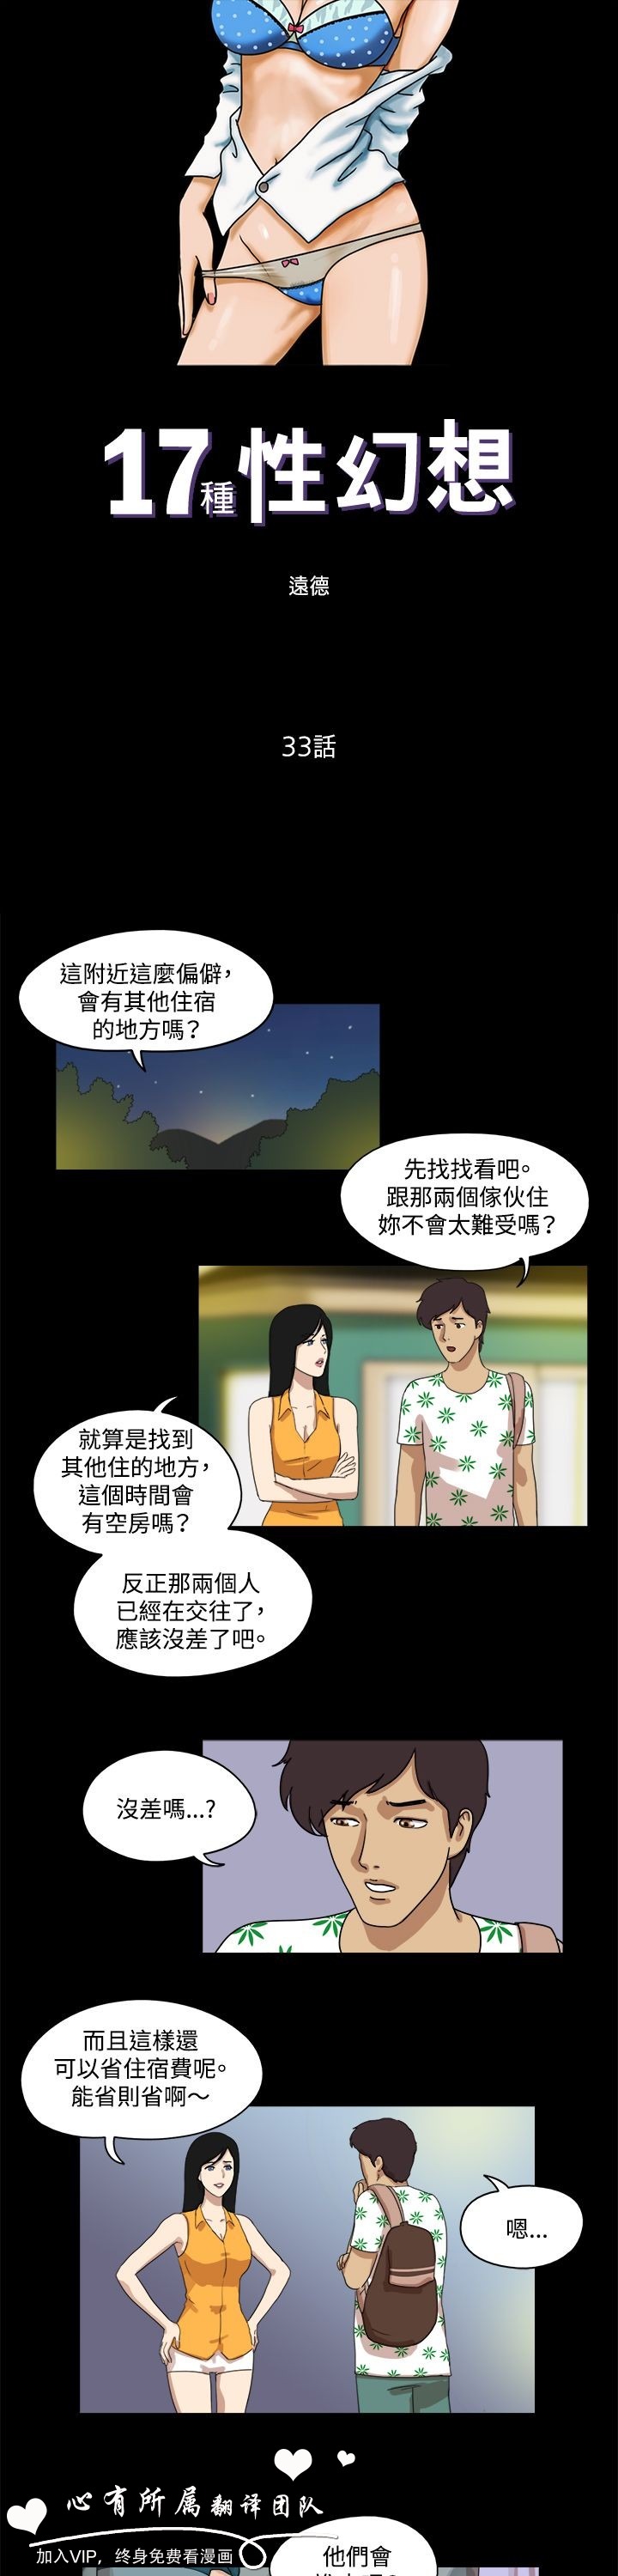 17種性幻想
遠德
33話
這附近這麼偏僻，
會有其他住宿
的地方嗎？
先找找看吧。
跟那兩個傢伙住
妳不會太難受嗎？
就算是找到
其他住的地方，
這個時間會
有空房嗎？
反正那兩個人
已經在交往了，
應該沒差了吧。
沒差嗎...?
而且這樣還
可以省住宿費呢。
能省則省啊～
嗯...
心有所属翻译团队
加入VIP，终身免费看漫画
他們會